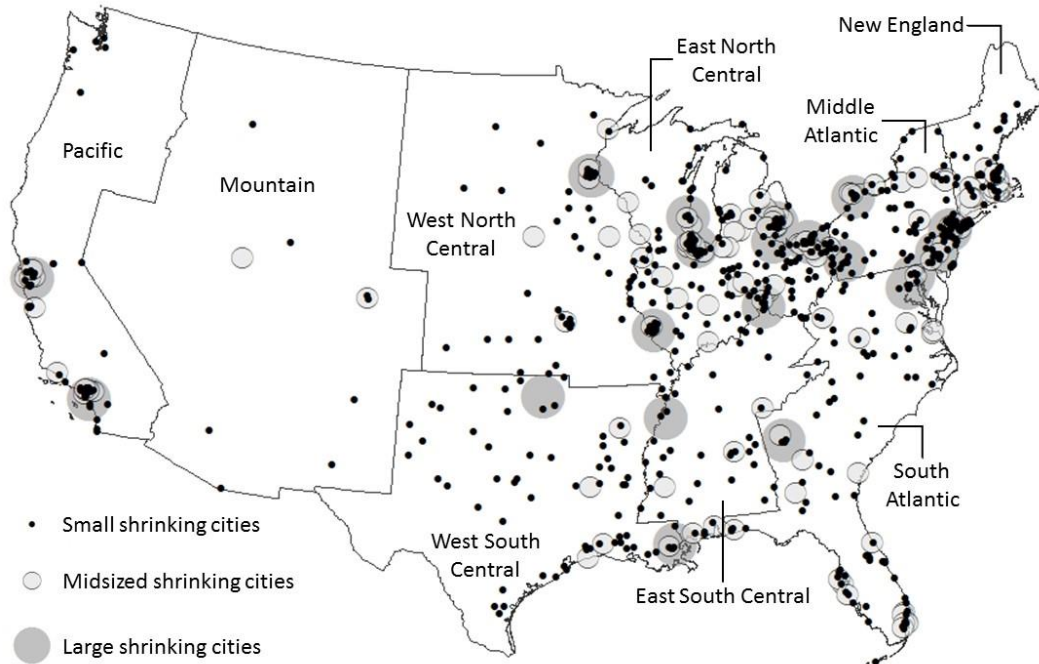 New England
East North
Central
Middle
Atlantic
Pacific
Mountain
West North
Central
South
Atlantic
Small shrinking cities
West South
Central
Midsized shrinking cities
East South Central
Large shrinking cities